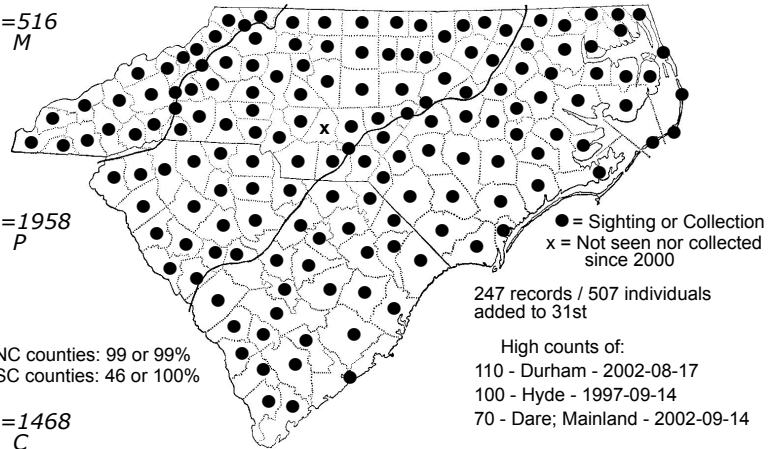 =516
M
x
=1958
P
● = Sighting or Collection
x = Not seen nor collected
since 2000
247 records / 507 individuals
added to 31st
NC counties: 99 or 99%
SC counties: 46 or 100%
High counts of:
110 - Durham - 2002-08-17
100 - Hyde - 1997-09-14
70 - Dare; Mainland - 2002-09-14
=1468
C